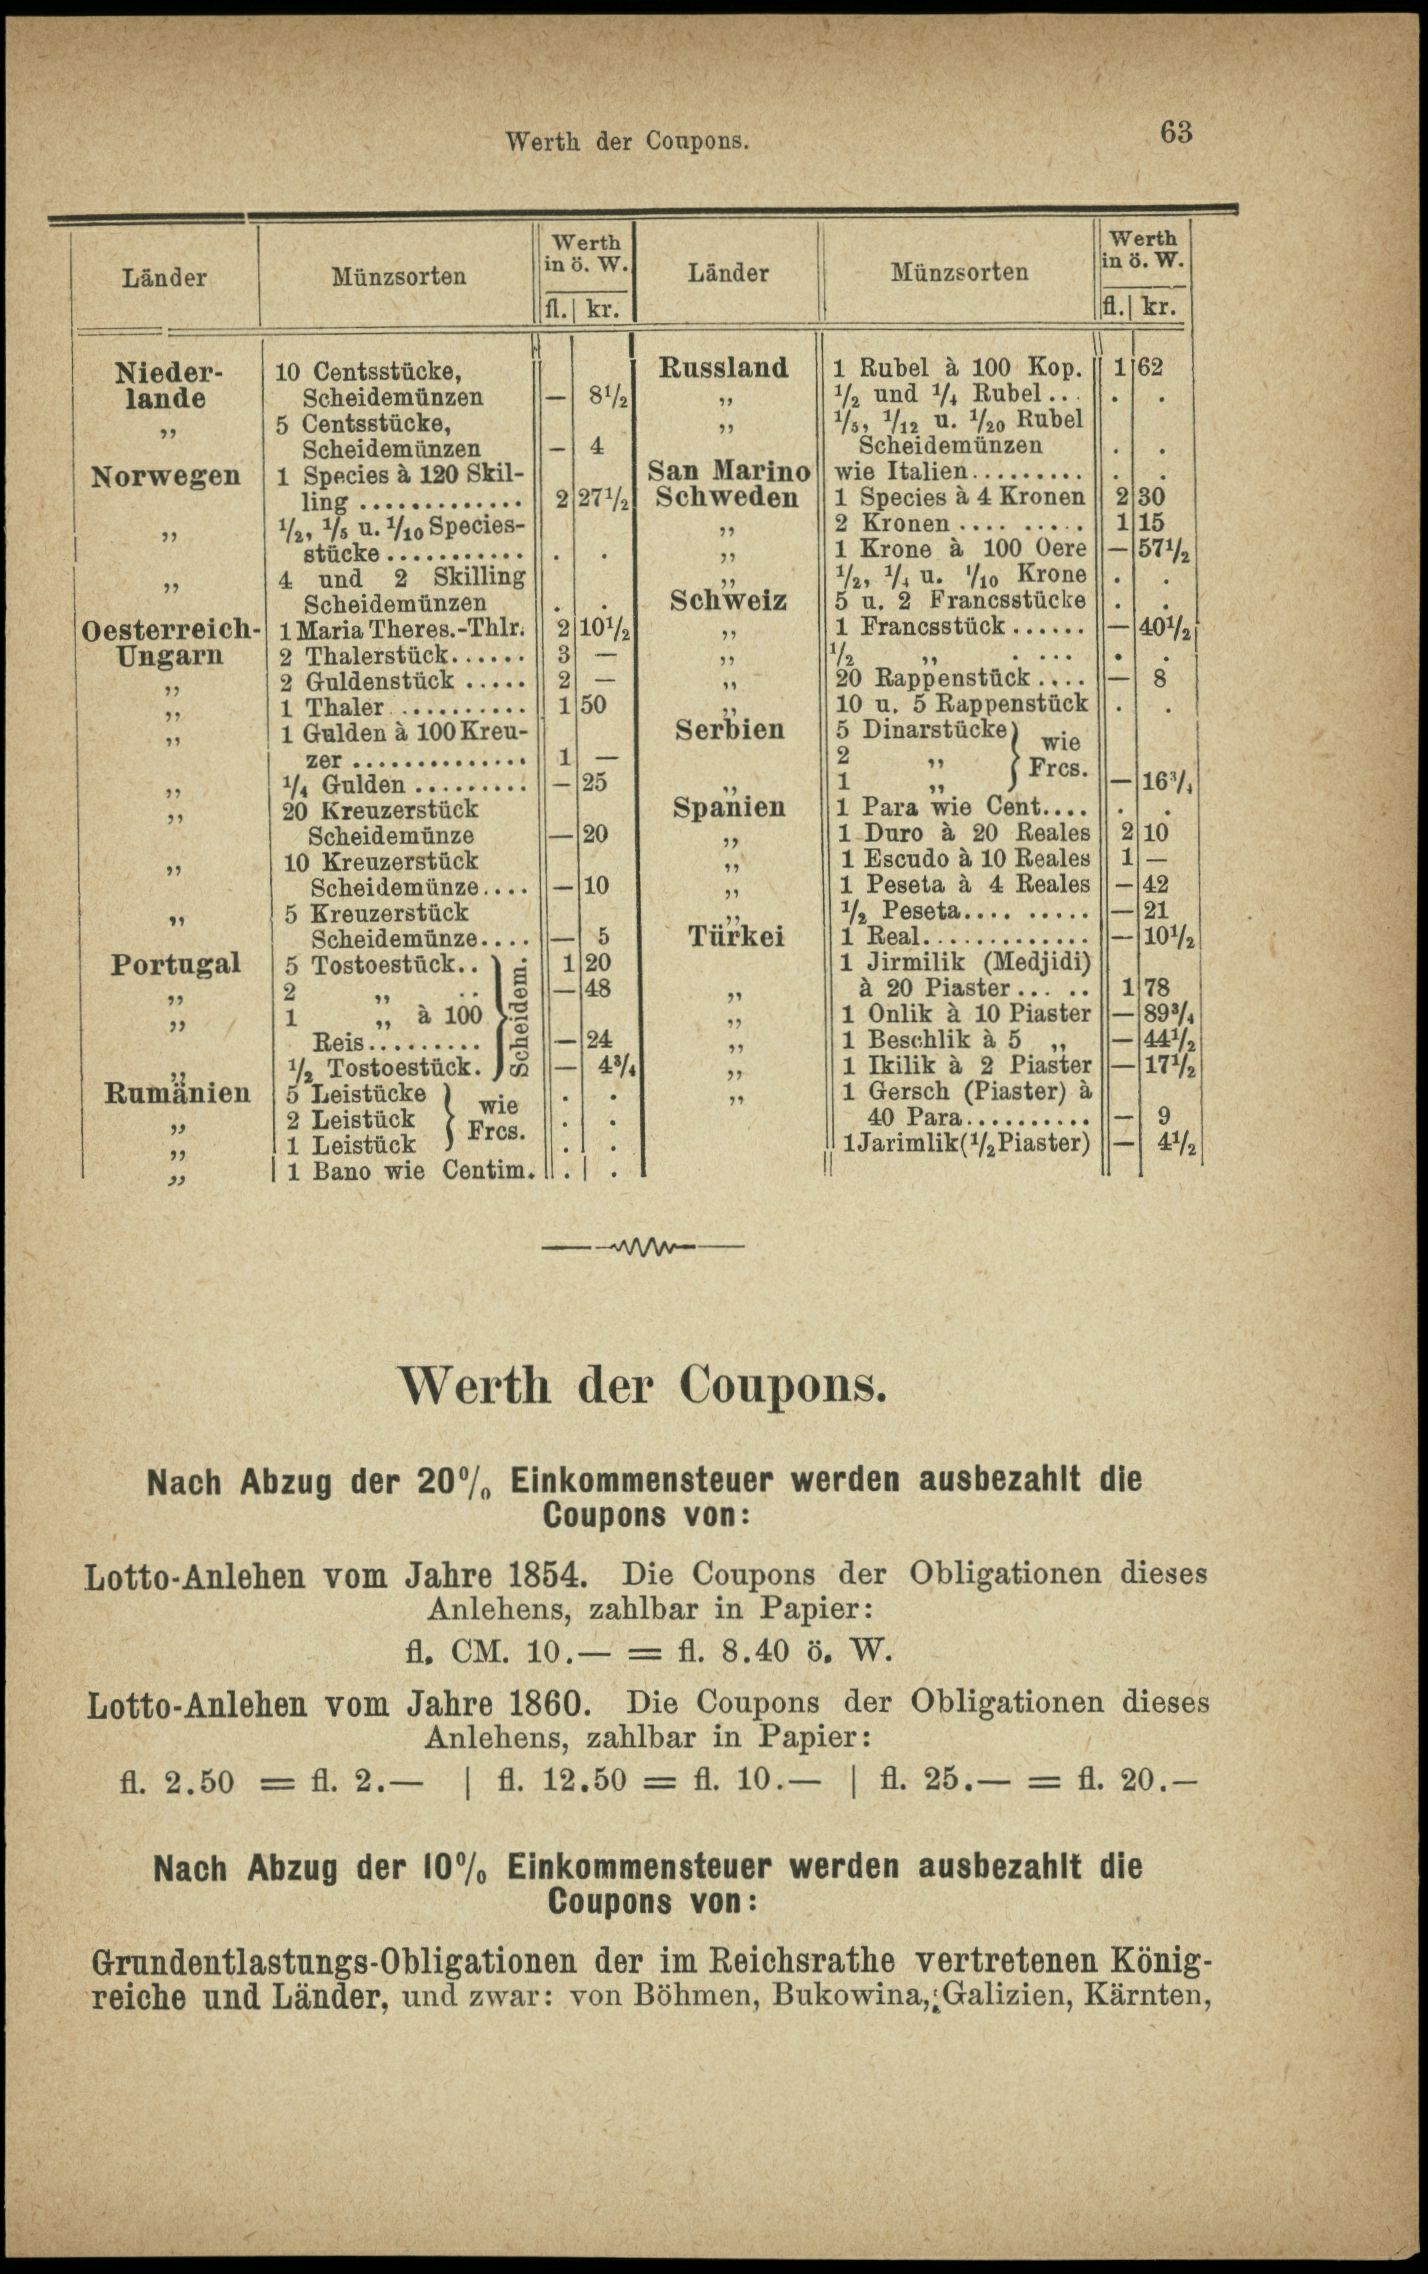 Werth der Coupons.
63
Länder
Münzsorten
Werth
in ö. W.
fl. kr.
Nieder- 10 Centsstücke,
lande Scheidemünzen — 8½
„ 5 Centsstücke,
Scheidemünzen — 4
Norwegen 1 Species à 120 Skil-
ling ............. 2 27½
„ ½, ⅕ u. ¹/₁₀ Species-
stücke ........... . .
„ 4 und 2 Skilling
Scheidemünzen . .
Oesterreich- 1 Maria Theres.-Thlr. 2 10½
Ungarn 2 Thalerstück...... 3 —
„ 2 Guldenstück ..... 2 —
„ 1 Thaler .......... 1 50
„ 1 Gulden à 100 Kreu-
zer .............. 1 —
„ ¼ Gulden ......... — 25
„ 20 Kreuzerstück
Scheidemünze — 20
„ 10 Kreuzerstück
Scheidemünze.... — 10
„ 5 Kreuzerstück
Scheidemünze.... — 5
Portugal 5 Tostoestück.. 1 20
„ 2 „ .. — 48
„ 1 „ à 100
Reis......... — 24
„ ½ Tostoestück. — 4¾
Scheidem.
Rumänien 5 Leistücke . .
„ 2 Leistück . .
„ 1 Leistück . .
wie
Frcs.
„ 1 Bano wie Centim. . .
Länder
Münzsorten
Werth
in ö. W.
fl. kr.
Russland 1 Rubel à 100 Kop. 1 62
„ ½ und ¼ Rubel... . .
„ ⅕, ¹/₁₂ u. ¹/₂₀ Rubel
Scheidemünzen . .
San Marino wie Italien......... . .
Schweden 1 Species à 4 Kronen 2 30
„ 2 Kronen .... ..... 1 15
„ 1 Krone à 100 Oere — 57½
„ ½, ¼ u. ¹/₁₀ Krone . .
Schweiz 5 u. 2 Francsstücke . .
„ 1 Francsstück ...... — 40½
„ ½ „ . ... . .
„ 20 Rappenstück .... — 8
„ 10 u. 5 Rappenstück . .
Serbien 5 Dinarstücke
2 „
„ 1 „ — 16¾
wie
Frcs.
Spanien 1 Para wie Cent.... . .
„ 1 Duro à 20 Reales 2 10
„ 1 Escudo à 10 Reales 1 —
„ 1 Peseta à 4 Reales — 42
„ ½ Peseta.... ..... — 21
Türkei 1 Real............. — 10½
1 Jirmilik (Medjidi)
„ à 20 Piaster... .. 1 78
„ 1 Onlik à 10 Piaster — 89¾
„ 1 Beschlik à 5 „ — 44½
„ 1 Ikilik à 2 Piaster — 17½
„ 1 Gersch (Piaster) à
40 Para.......... — 9
1 Jarimlik (½ Piaster) — 4½
Werth der Coupons.
Nach Abzug der 20% Einkommensteuer werden ausbezahlt die
Coupons von:
Lotto-Anlehen vom Jahre 1854. Die Coupons der Obligationen dieses
Anlehens, zahlbar in Papier:
fl. CM. 10.— = fl. 8.40 ö. W.
Lotto-Anlehen vom Jahre 1860. Die Coupons der Obligationen dieses
Anlehens, zahlbar in Papier:
fl. 2.50 = fl. 2.— | fl. 12.50 = fl. 10.— | fl. 25.— = fl. 20.—
Nach Abzug der 10% Einkommensteuer werden ausbezahlt die
Coupons von:
Grundentlastungs-Obligationen der im Reichsrathe vertretenen König-
reiche und Länder, und zwar: von Böhmen, Bukowina, Galizien, Kärnten,